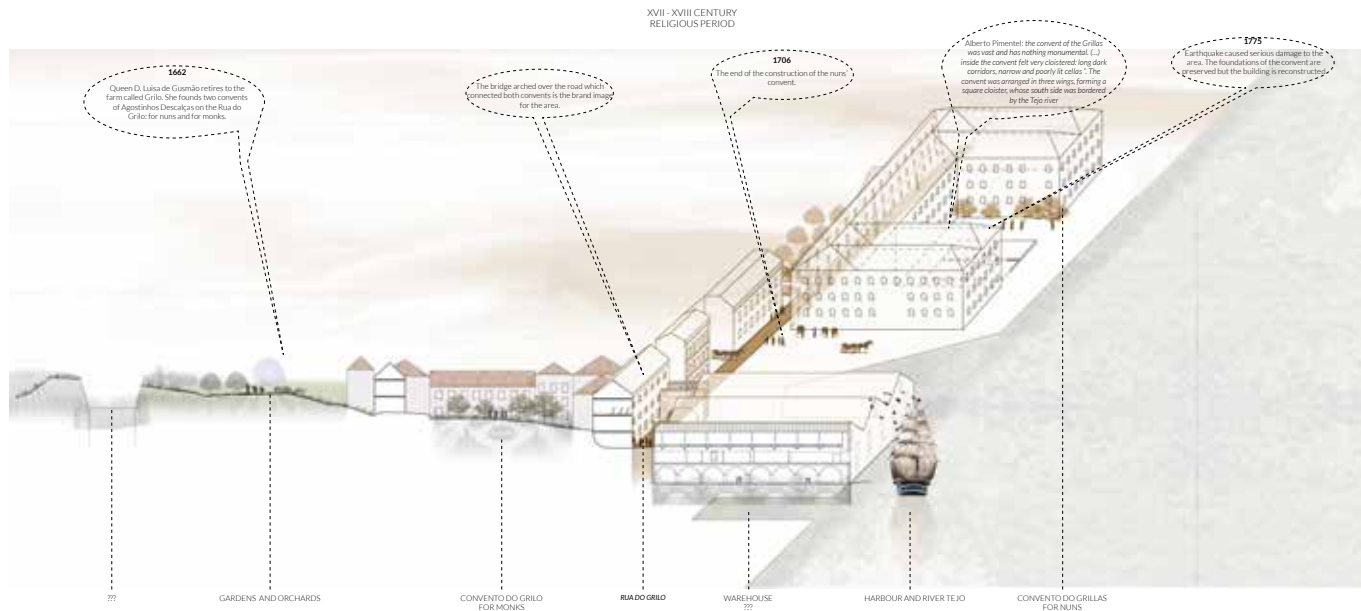 XVII - XVIII CENTURY
RELIGIOUS PERIOD
1662
Queen D. Luisa de Gusmão retires to the
farm called Grilo. She founds two convents
of Agostinhos Descalças on the Rua do
Grilo: for nuns and for monks.
The bridge arched over the road which
connected both convents is the brand image
for the area.
1706
The end of the construction of the nuns'
convent.
Alberto Pimentel: the convent of the Grillas
was vast and has nothing monumental. (...)
inside the convent felt very cloistered: long dark
corridors, narrow and poorly lit cellas ". The
convent was arranged in three wings, forming a
square cloister, whose south side was bordered
by the Tejo river
1775
Earthquake caused serious damage to the
area. The foundations of the convent are
preserved but the building is reconstructed
???
GARDENS AND ORCHARDS
CONVENTO DO GRILO
FOR MONKS
RUA DO GRILO
WAREHOUSE
???
HARBOUR AND RIVER TEJO
CONVENTO DO GRILLAS
FOR NUNS